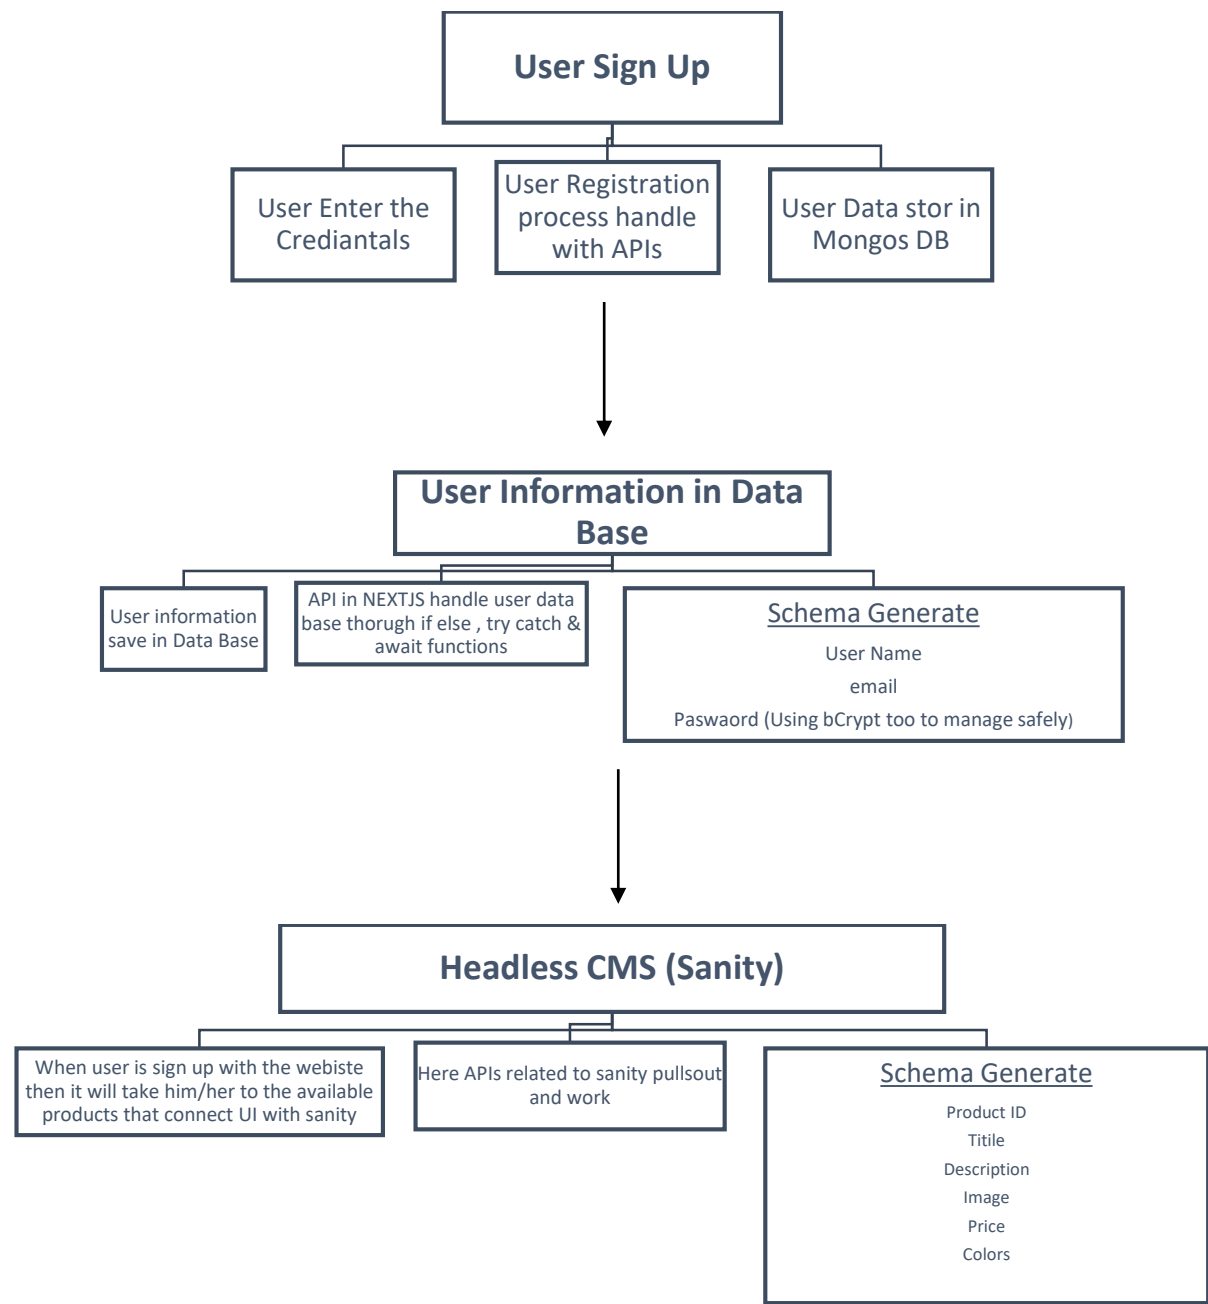 User Sign Up
User Enter the
Crediantals
User Registration
process handle
with APIs
User Data stor in
Mongos DB
User Information in Data
Base
User information
save in Data Base
API in NEXTJS handle user data
base thorugh if else , try catch &
await functions
Schema Generate
User Name
email
Paswaord (Using bCrypt too to manage safely)
Headless CMS (Sanity)
When user is sign up with the webiste
then it will take him/her to the available
products that connect UI with sanity
Here APIs related to sanity pullsout
and work
Schema Generate
Product ID
Titile
Description
Image
Price
Colors